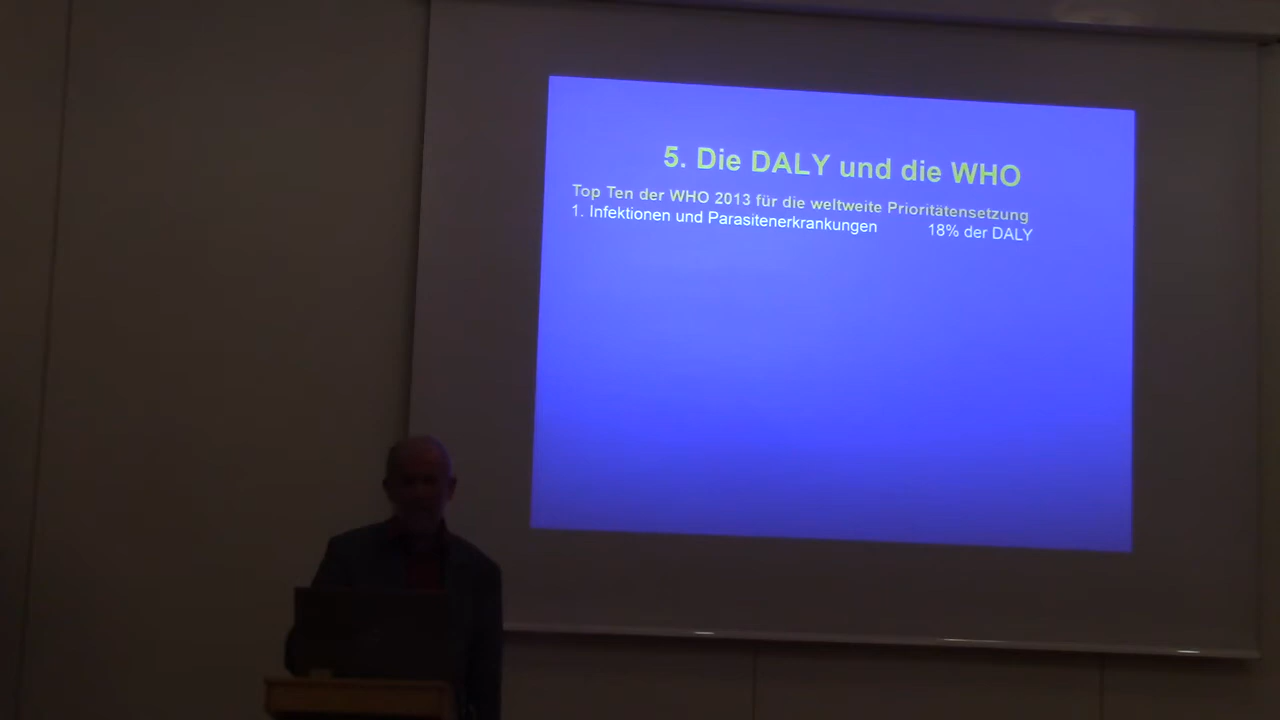 5. Die DALY und die WHO
Top Ten der WHO 2013 für die weltweite Prioritätensetzung
1. Infektionen und Parasitenerkrankungen 18% der DALY